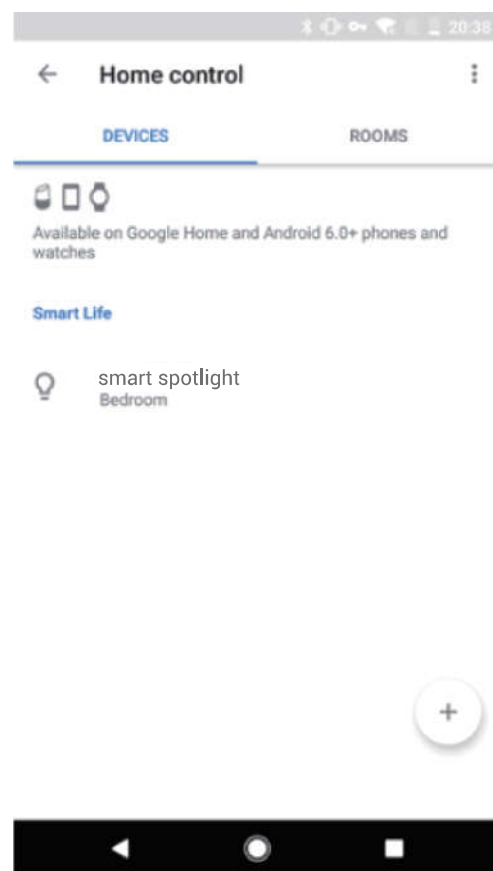 20:38
Home control
DEVICES ROOMS
Available on Google Home and Android 6.0+ phones and
watches
Smart Life
smart spotlight
Bedroom